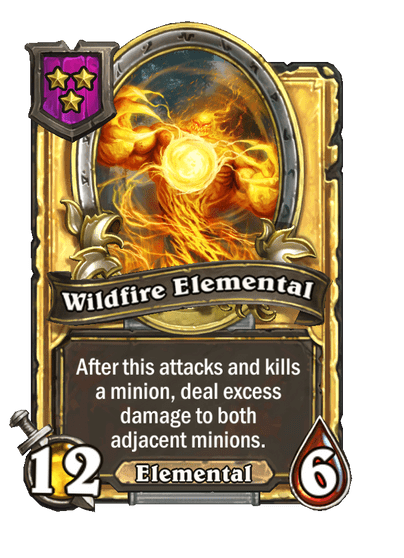 Wildfire Elemental
After this attacks and kills
a minion, deal excess
damage to both
adjacent minions.
12
Elemental
6